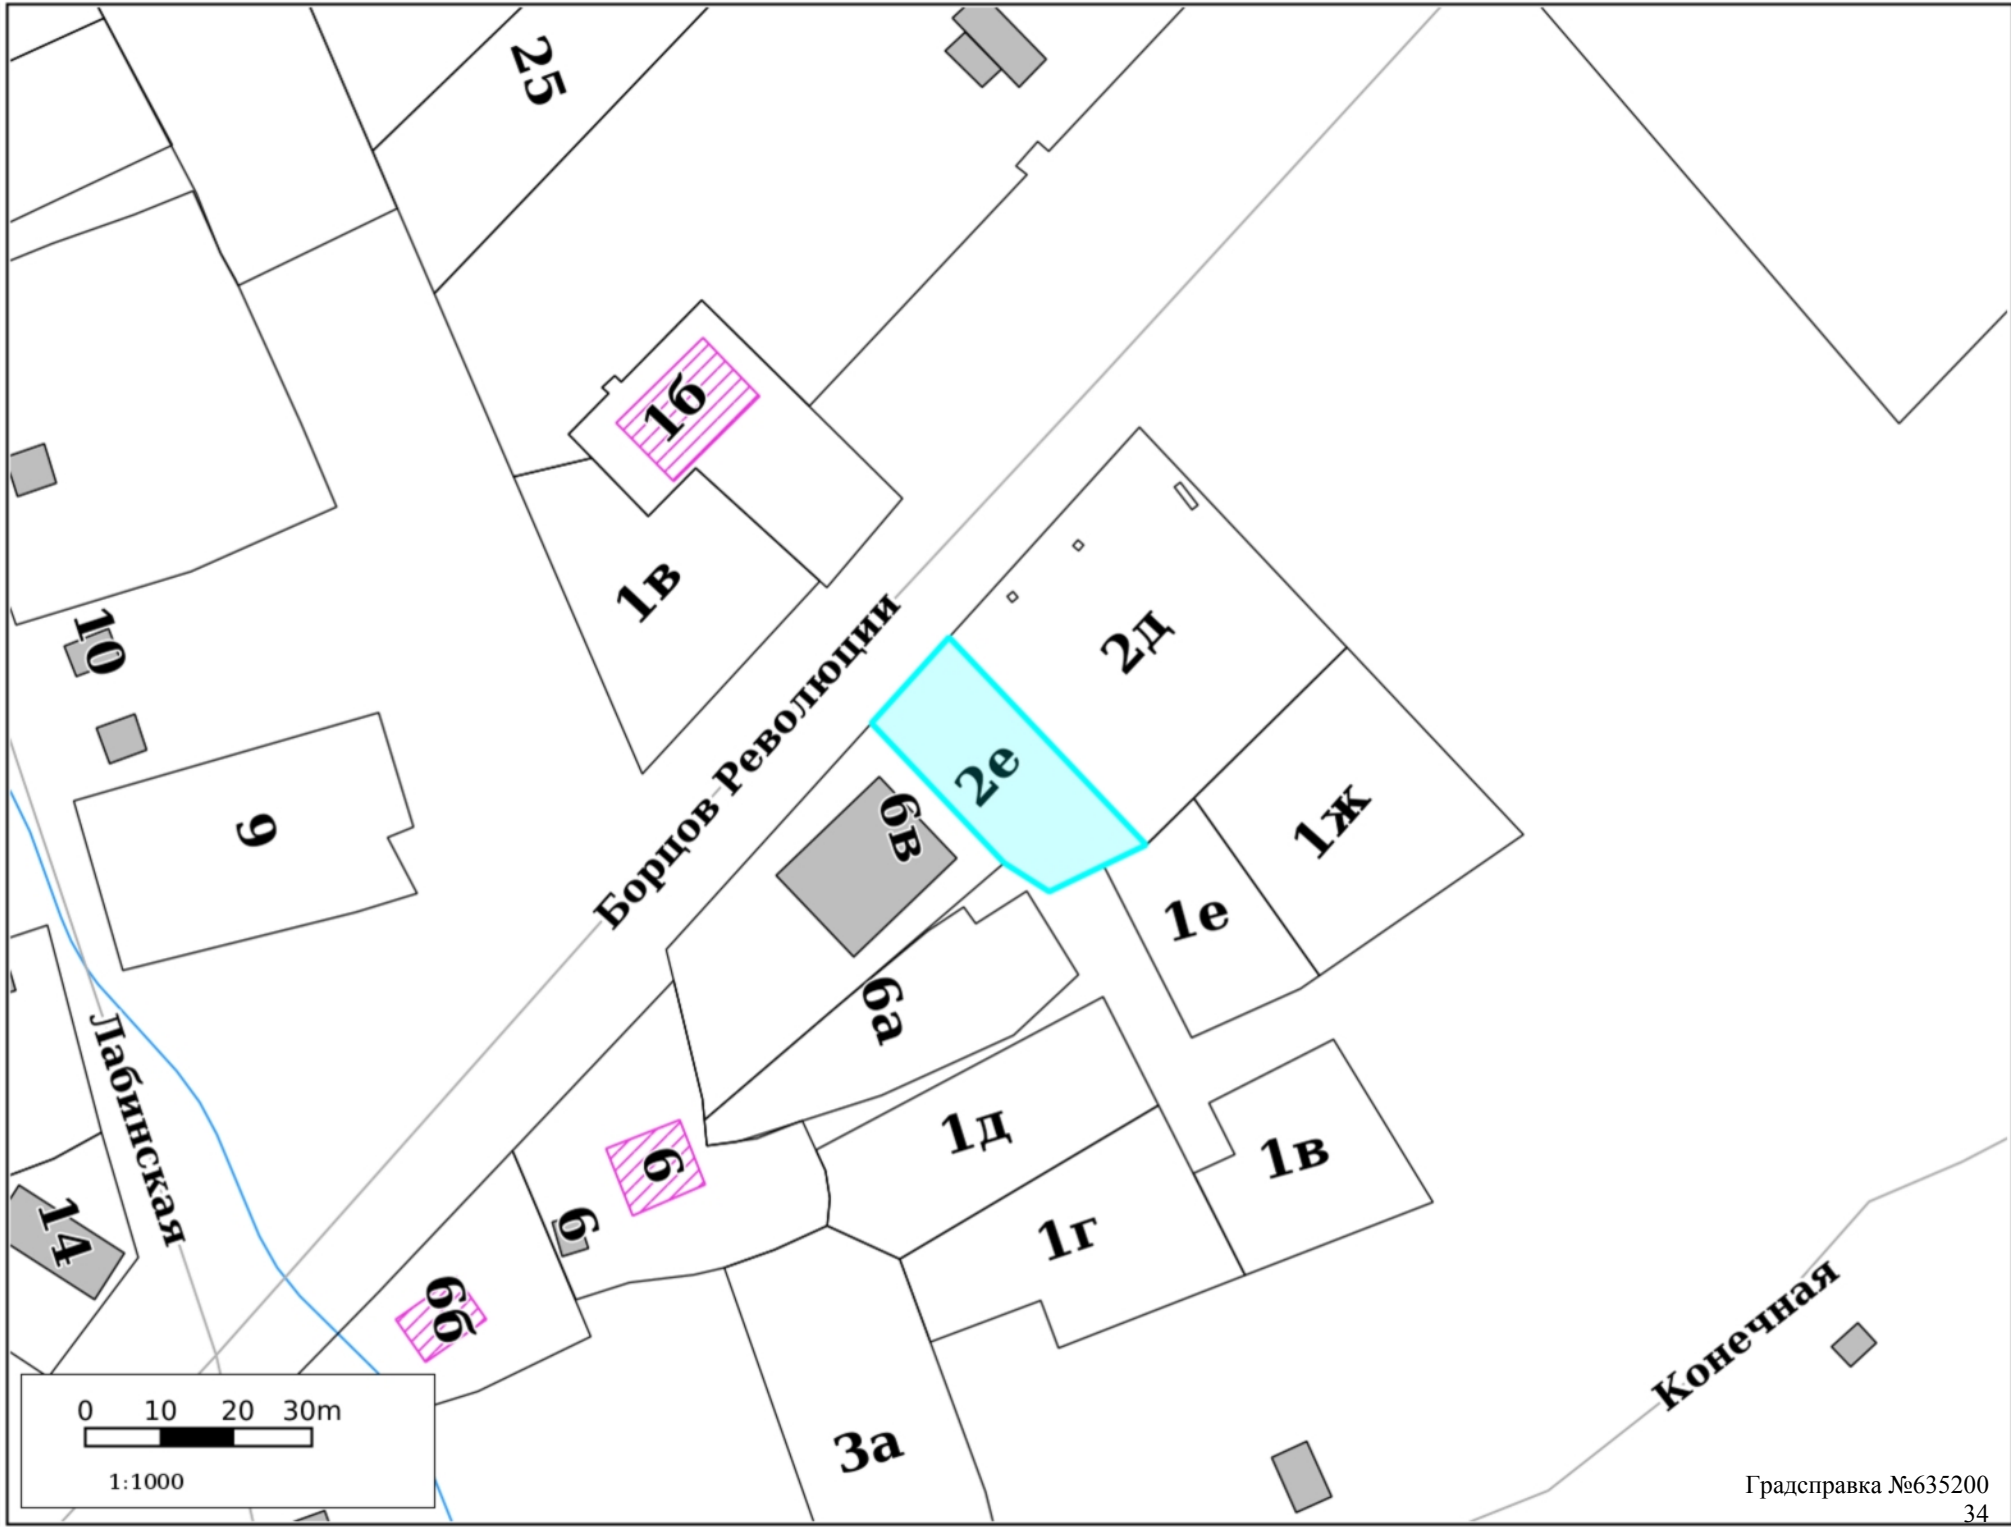 25
1б
1в
10
Борцов Революции
2д
2е
6в
1ж
9
1е
6а
Лабинская
1д
1в
6
6
14
1г
6б
Конечная
3а
0 10 20 30m
1:1000
Градсправка №635200
34